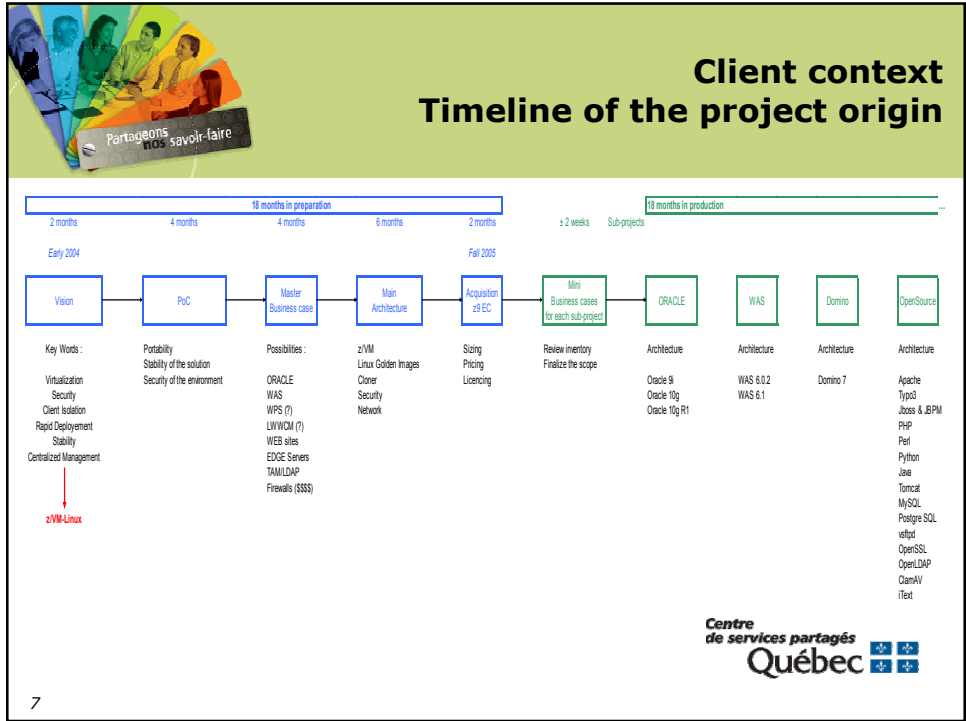 Partageons
nos savoir-faire
Client context
Timeline of the project origin
18 months in preparation
18 months in production
...
2 months
4 months
4 months
6 months
2 months
± 2 weeks
Sub-projects
Early 2004
Fall 2005
Vision
PoC
Master
Business case
Main
Architecture
Acquisition
z9 EC
Mini
Business cases
for each sub-project
ORACLE
WAS
Domino
OpenSource
Key Words :
Virtualization
Security
Client Isolation
Rapid Deployement
Stability
Centralized Management
z/VM-Linux
Portability
Stability of the solution
Security of the environment
Possibilities :
ORACLE
WAS
WPS (?)
LWWCM (?)
WEB sites
EDGE Servers
TAM/LDAP
Firewalls ($$$$)
z/VM
Linux Golden Images
Cloner
Security
Network
Sizing
Pricing
Licencing
Review inventory
Finalize the scope
Architecture
Oracle 9i
Oracle 10g
Oracle 10g R1
Architecture
WAS 6.0.2
WAS 6.1
Architecture
Domino 7
Architecture
Apache
Typo3
Jboss & JBPM
PHP
Perl
Python
Java
Tomcat
MySQL
Postgre SQL
vsftpd
OpenSSL
OpenLDAP
ClamAV
iText
Centre
de services partagés
Québec
7